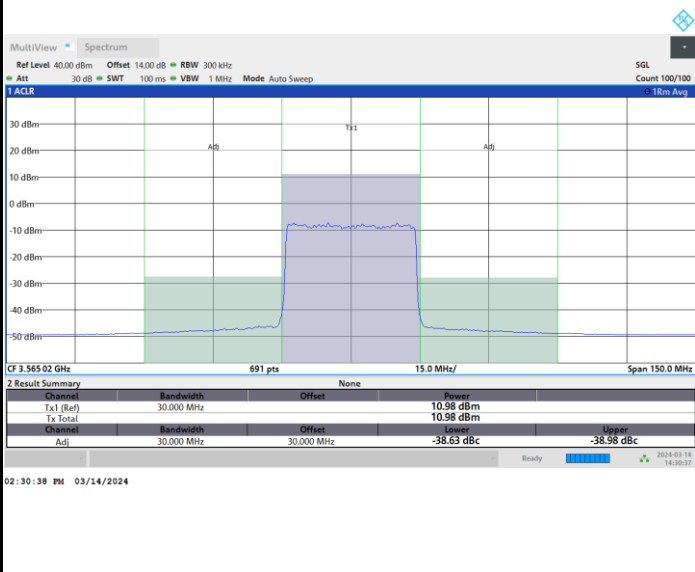 MultiView Spectrum
Ref Level 40.00 dBm Offset 14.00 dB RBW 300 kHz SGL
Att 30 dB SWT 100 ms VBW 1 MHz Mode Auto Sweep Count 100/100
1 ACLR 1Rm Avg
Tx1
Adj Adj
30 dBm
20 dBm
10 dBm
0 dBm
-10 dBm
-20 dBm
-30 dBm
-40 dBm
-50 dBm
CF 3.565 02 GHz 691 pts 15.0 MHz/ Span 150.0 MHz
2 Result Summary None
Channel Bandwidth Offset Power
Tx1 (Ref) 30.000 MHz 10.98 dBm
Tx Total 10.98 dBm
Channel Bandwidth Offset Lower Upper
Adj 30.000 MHz 30.000 MHz -38.63 dBc -38.98 dBc
Ready 2024-03-14
14:30:37
02:30:38 PM 03/14/2024